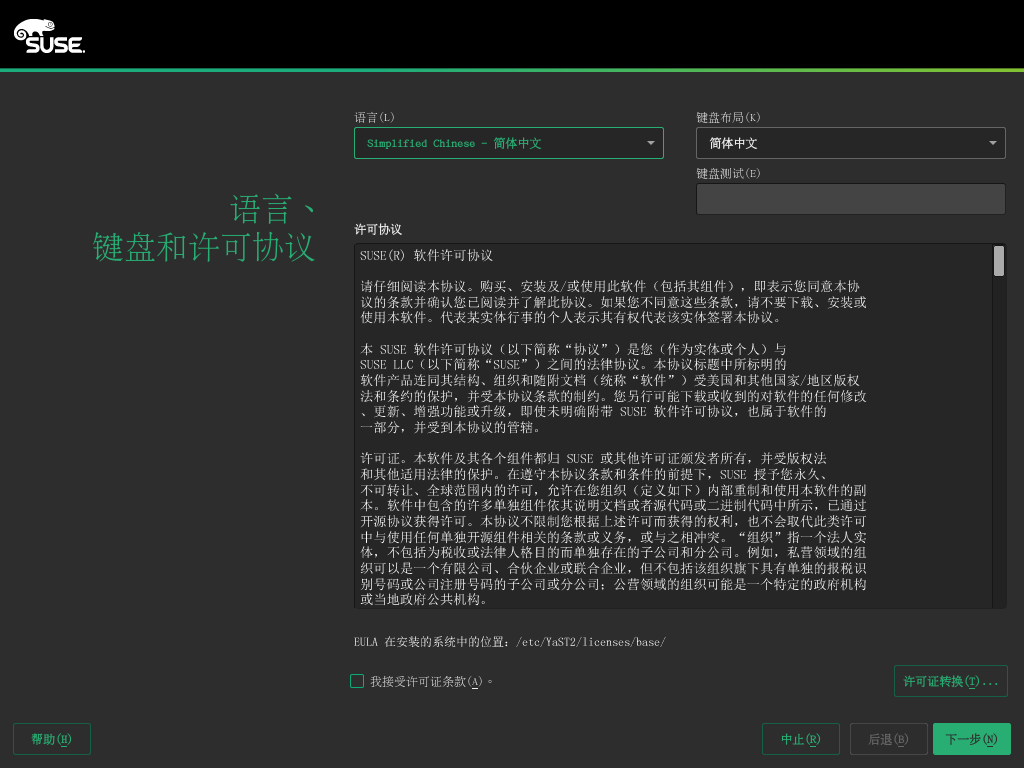 SUSE.
语言(L)
键盘布局(K)
Simplified Chinese - 简体中文
简体中文
键盘测试(E)
语言、
键盘和许可协议
许可协议
SUSE(R) 软件许可协议
请仔细阅读本协议。购买、安装及/或使用此软件（包括其组件），即表示您同意本协
议的条款并确认您已阅读并了解此协议。如果您不同意这些条款，请不要下载、安装或
使用本软件。代表某实体行事的个人表示其有权代表该实体签署本协议。
本 SUSE 软件许可协议（以下简称“协议”）是您（作为实体或个人）与
SUSE LLC（以下简称“SUSE”）之间的法律协议。本协议标题中所标明的
软件产品连同其结构、组织和随附文档（统称“软件”）受美国和其他国家/地区版权
法和条约的保护，并受本协议条款的制约。您另行可能下载或收到的对软件的任何修改
、更新、增强功能或升级，即使未明确附带 SUSE 软件许可协议，也属于软件的
一部分，并受到本协议的管辖。
许可证。本软件及其各个组件都归 SUSE 或其他许可证颁发者所有，并受版权法
和其他适用法律的保护。在遵守本协议条款和条件的前提下，SUSE 授予您永久、
不可转让、全球范围内的许可，允许在您组织（定义如下）内部重制和使用本软件的副
本。软件中包含的许多单独组件依其说明文档或者源代码或二进制代码中所示，已通过
开源协议获得许可。本协议不限制您根据上述许可而获得的权利，也不会取代此类许可
中与使用任何单独开源组件相关的条款或义务，或与之相冲突。“组织”指一个法人实
体，不包括为税收或法律人格目的而单独存在的子公司和分公司。例如，私营领域的组
织可以是一个有限公司、合伙企业或联合企业，但不包括该组织旗下具有单独的报税识
别号码或公司注册号码的子公司或分公司；公营领域的组织可能是一个特定的政府机构
或当地政府公共机构。
EULA 在安装的系统中的位置：/etc/YaST2/licenses/base/
我接受许可证条款(A)。
许可证转换(T)...
帮助(H)
中止(R)
后退(B)
下一步(N)